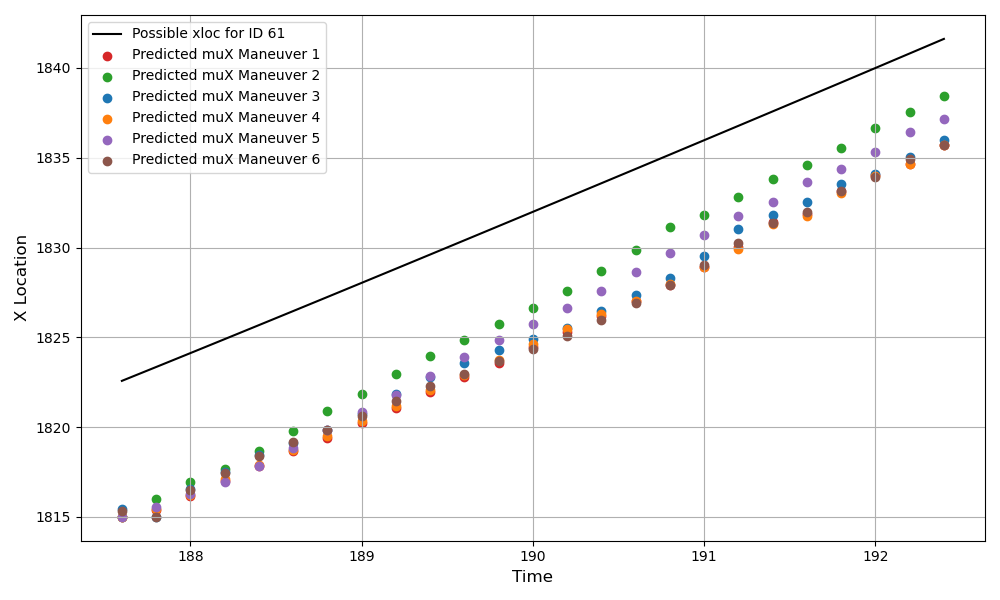 Possible xloc for ID 61
Predicted muX Maneuver 1
Predicted muX Maneuver 2
Predicted muX Maneuver 3
Predicted muX Maneuver 4
Predicted muX Maneuver 5
Predicted muX Maneuver 6
X Location
1840
1835
1830
1825
1820
1815
188 189 190 191 192
Time